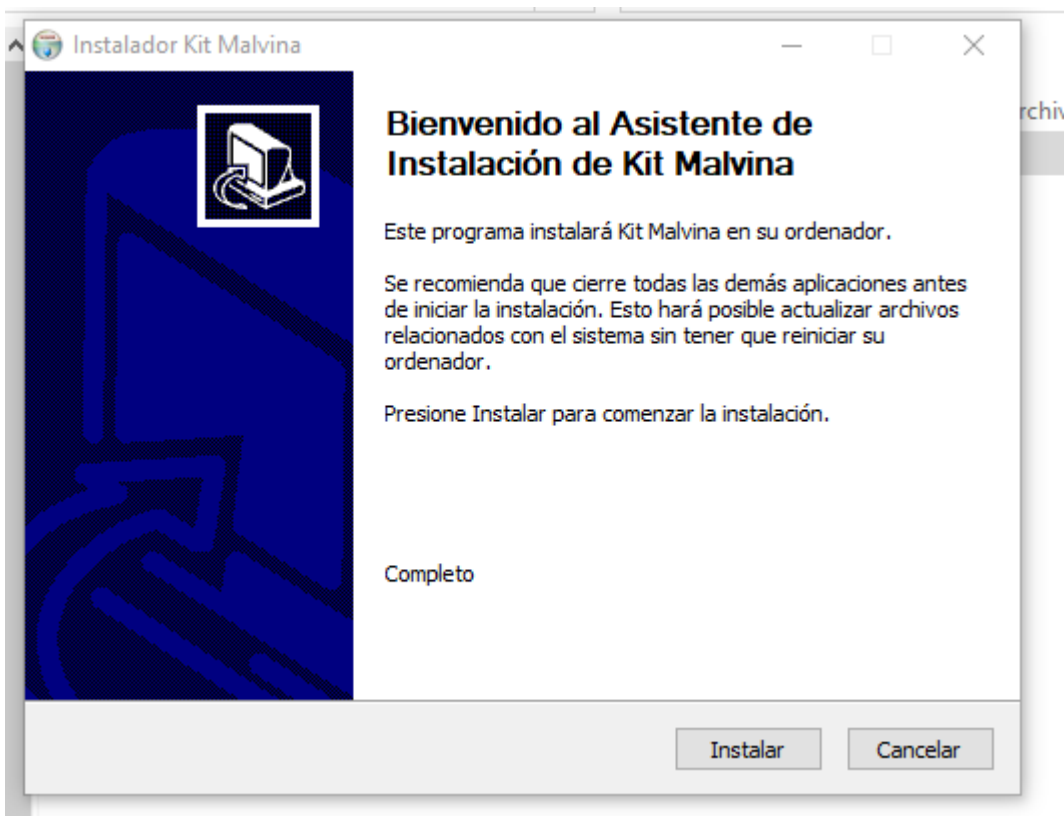 Instalador Kit Malvina
Bienvenido al Asistente de
Instalación de Kit Malvina
Este programa instalará Kit Malvina en su ordenador.
Se recomienda que cierre todas las demás aplicaciones antes
de iniciar la instalación. Esto hará posible actualizar archivos
relacionados con el sistema sin tener que reiniciar su
ordenador.
Presione Instalar para comenzar la instalación.
Completo
Instalar
Cancelar